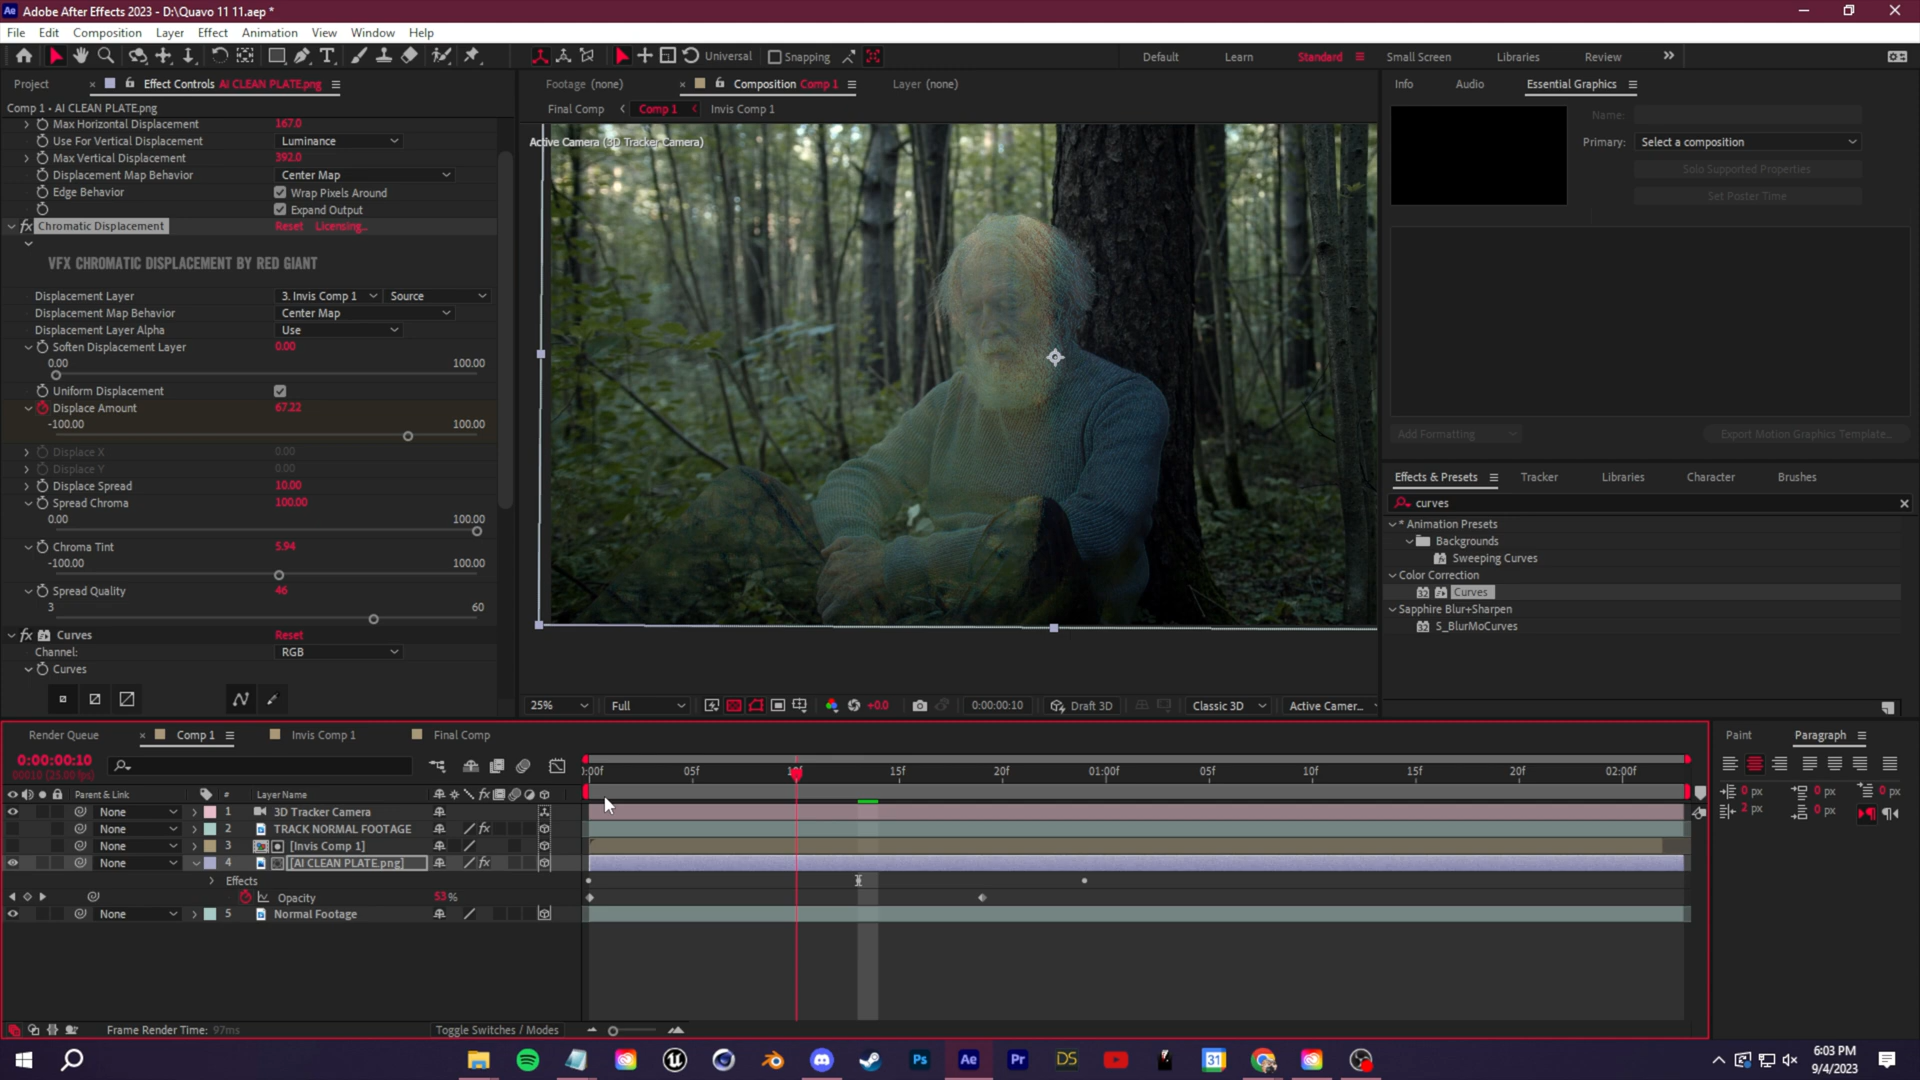 Adobe After Effects 2023 - D:\Quavo 11 11.aep *
File Edit Composition Layer Effect Animation View Window Help
Universal Snapping Default Learn Standard Small Screen Libraries Review
Project Effect Controls AI CLEAN PLATE.png
Comp 1 • AI CLEAN PLATE.png
Max Horizontal Displacement 167.0
Use For Vertical Displacement Luminance
Max Vertical Displacement 392.0
Displacement Map Behavior Center Map
Edge Behavior Wrap Pixels Around
Expand Output
fx Chromatic Displacement Reset Licensing...
VFX CHROMATIC DISPLACEMENT BY RED GIANT
Displacement Layer 3. Invis Comp 1 Source
Displacement Map Behavior Center Map
Displacement Layer Alpha Use
Soften Displacement Layer 0.00
0.00 100.00
Uniform Displacement
Displace Amount 67.22
-100.00 100.00
Displace X 0.00
Displace Y 0.00
Displace Spread 10.00
Spread Chroma 100.00
0.00 100.00
Chroma Tint 5.94
-100.00 100.00
Spread Quality 46
3 60
fx Curves Reset
Channel: RGB
Curves
Footage (none) Composition Comp 1 Layer (none)
Final Comp Comp 1 Invis Comp 1
Active Camera (3D Tracker Camera)
25% Full +0.0 0:00:00:10 Draft 3D Classic 3D Active Camer...
Info Audio Essential Graphics
Name:
Primary: Select a composition
Solo Supported Properties
Set Poster Time
Add Formatting Export Motion Graphics Template...
Effects & Presets Tracker Libraries Character Brushes
curves
* Animation Presets
Backgrounds
Sweeping Curves
Color Correction
32 Curves
Sapphire Blur+Sharpen
32 S_BlurMoCurves
Render Queue Comp 1 Invis Comp 1 Final Comp
0:00:00:10
00010 (25.00 fps)
:00f 05f 10f 15f 20f 01:00f 05f 10f 15f 20f 02:00f
Parent & Link # Layer Name fx
None 1 3D Tracker Camera
None 2 TRACK NORMAL FOOTAGE fx
None 3 [Invis Comp 1]
None 4 [AI CLEAN PLATE.png] fx
Effects
Opacity 53 %
None 5 Normal Footage
Frame Render Time: 97ms Toggle Switches / Modes
Paint Paragraph
0 px 0 px 0 px
2 px 0 px
Ps Ae Pr DS 31
6:03 PM
9/4/2023